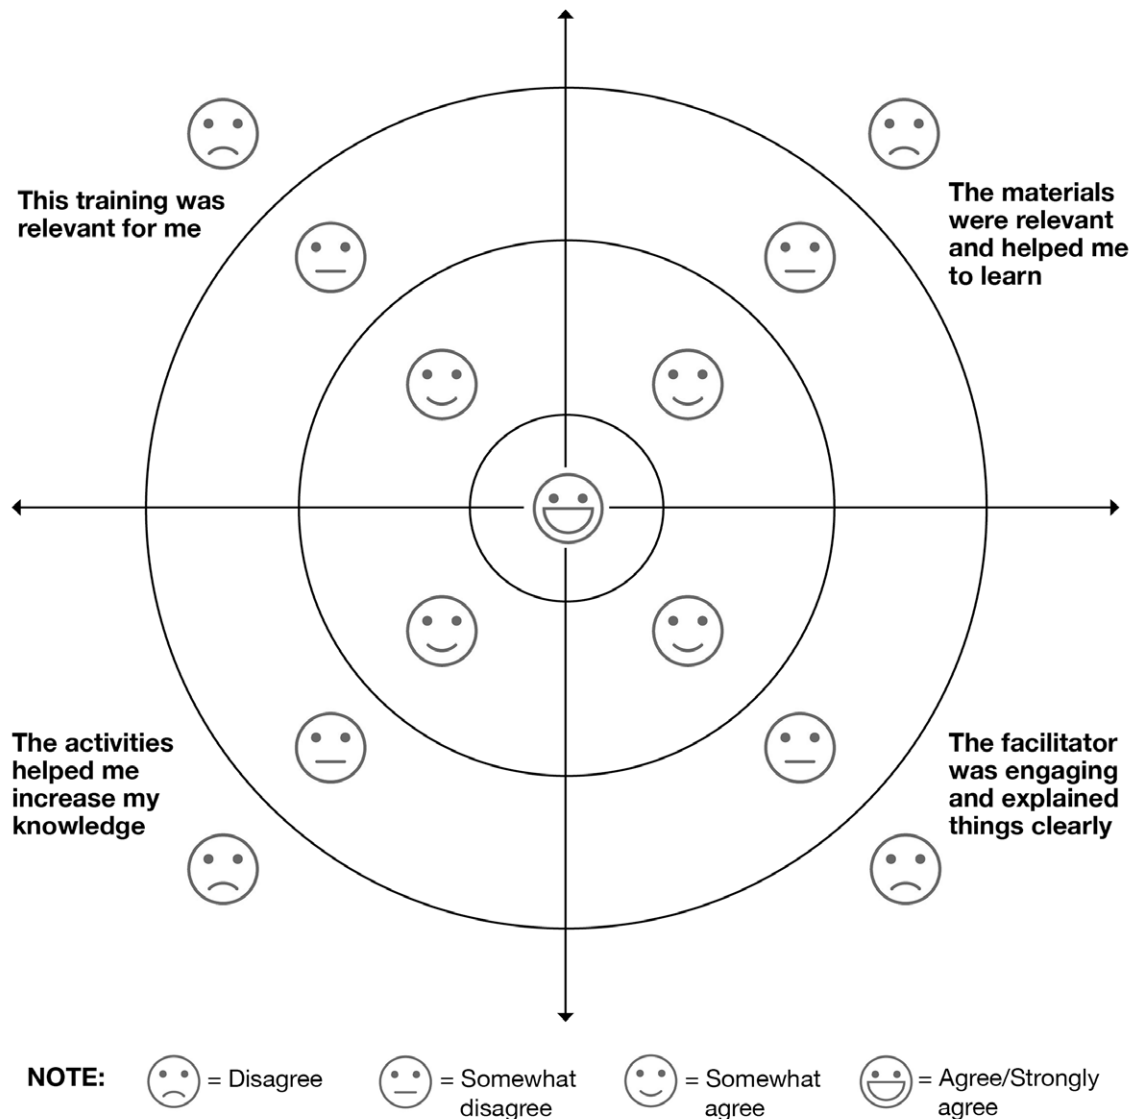 This training was
relevant for me
The materials
were relevant
and helped me
to learn
The activities
helped me
increase my
knowledge
The facilitator
was engaging
and explained
things clearly
NOTE:
= Disagree
= Somewhat
disagree
= Somewhat
agree
= Agree/Strongly
agree